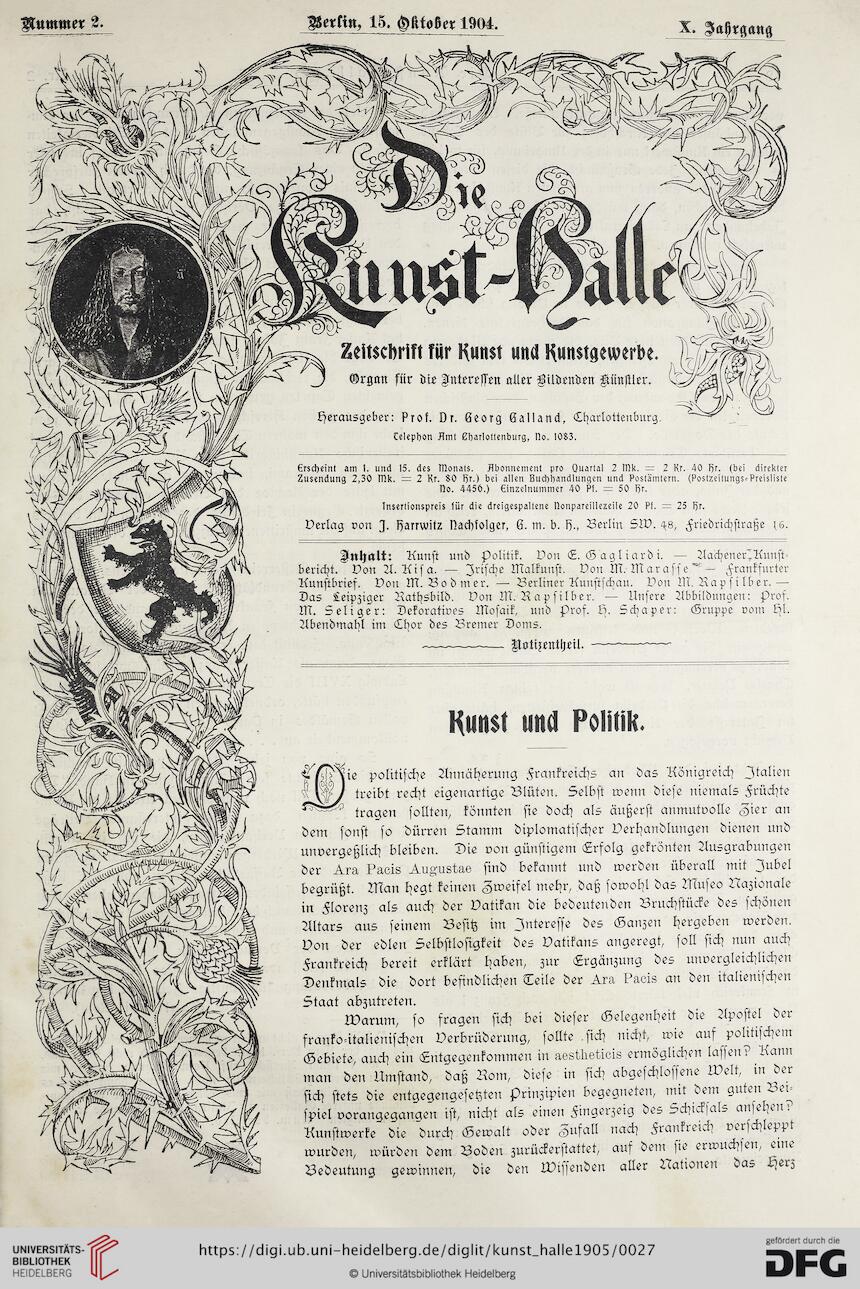 Nummer 2.
Berlin, 15. Oktober 1904.
X. Jahrgang
Die
Kunst-Halle
Zeitschrift für Kunst und Kunstgewerbe.
Organ für die Interessen aller Bildenden Künstler.
Herausgeber: Prof. Dr. Georg Galland, Charlottenburg.
Telephon Amt Charlottenburg, No. 1083.
Erscheint am 1. und 15. des Monats. Abonnement pro Quartal 2 Mk. = 2 Kr. 40 Hr. (bei direkter
Zusendung 2,30 Mk. = 2 Kr. 80 Hr.) bei allen Buchhandlungen und Postämtern. (Postzeitungs-Preisliste
No. 4456.) Einzelnummer 40 Pf. = 50 Hr.
Insertionspreis für die dreigespaltene Nonpareillezeile 20 Pf. = 25 Hr.
Verlag von J. Harrwitz Nachfolger, G. m. b. H., Berlin SW. 48, Friedrichstraße 16.
Inhalt: Kunst und Politik. Von E. Gagliardi. — Aachener Kunst-
bericht. Von A. Kisa. — Irische Malkunst. Von M. Marasse — Frankfurter
Kunstbrief. Von M. Bodmer. — Berliner Kunstschau. Von M. Rapsilber. —
Das Leipziger Rathsbild. Von M. Rapsilber. — Unsere Abbildungen: Prof.
M. Seliger: Dekoratives Mosaik, und Prof. H. Schaper: Gruppe vom Hl.
Abendmahl im Chor des Bremer Doms.
Notizentheil.
Kunst und Politik.
Die politische Annäherung Frankreichs an das Königreich Italien
treibt recht eigenartige Blüten. Selbst wenn diese niemals Früchte
tragen sollten, könnten sie doch als äußerst anmutvolle Zier an
dem sonst so dürren Stamm diplomatischer Verhandlungen dienen und
unvergeßlich bleiben. Die von günstigem Erfolg gekrönten Ausgrabungen
der Ara Pacis Augustae sind bekannt und werden überall mit Jubel
begrüßt. Man hegt keinen Zweifel mehr, daß sowohl das Museo Nazionale
in Florenz als auch der Vatikan die bedeutenden Bruchstücke des schönen
Altars aus seinem Besitz im Interesse des Ganzen hergeben werden.
Von der edlen Selbstlosigkeit des Vatikans angeregt, soll sich nun auch
Frankreich bereit erklärt haben, zur Ergänzung des unvergleichlichen
Denkmals die dort befindlichen Teile der Ara Pacis an den italienischen
Staat abzutreten.
Warum, so fragen sich bei dieser Gelegenheit die Apostel der
franko-italienischen Verbrüderung, sollte sich nicht, wie auf politischem
Gebiete, auch ein Entgegenkommen in aestheticis ermöglichen lassen? Kann
man den Umstand, daß Rom, diese in sich abgeschlossene Welt, in der
sich stets die entgegengesetzten Prinzipien begegneten, mit dem guten Bei-
spiel vorangegangen ist, nicht als einen Fingerzeig des Schicksals ansehen?
Kunstwerke die durch Gewalt oder Zufall nach Frankreich verschleppt
wurden, würden dem Boden zurückerstattet, auf dem sie erwuchsen, eine
Bedeutung gewinnen, die den Wissenden aller Nationen das Herz
UNIVERSITÄTS-
BIBLIOTHEK
HEIDELBERG
https://digi.ub.uni-heidelberg.de/diglit/kunst_halle1905/0027
© Universitätsbibliothek Heidelberg
gefördert durch die
DFG